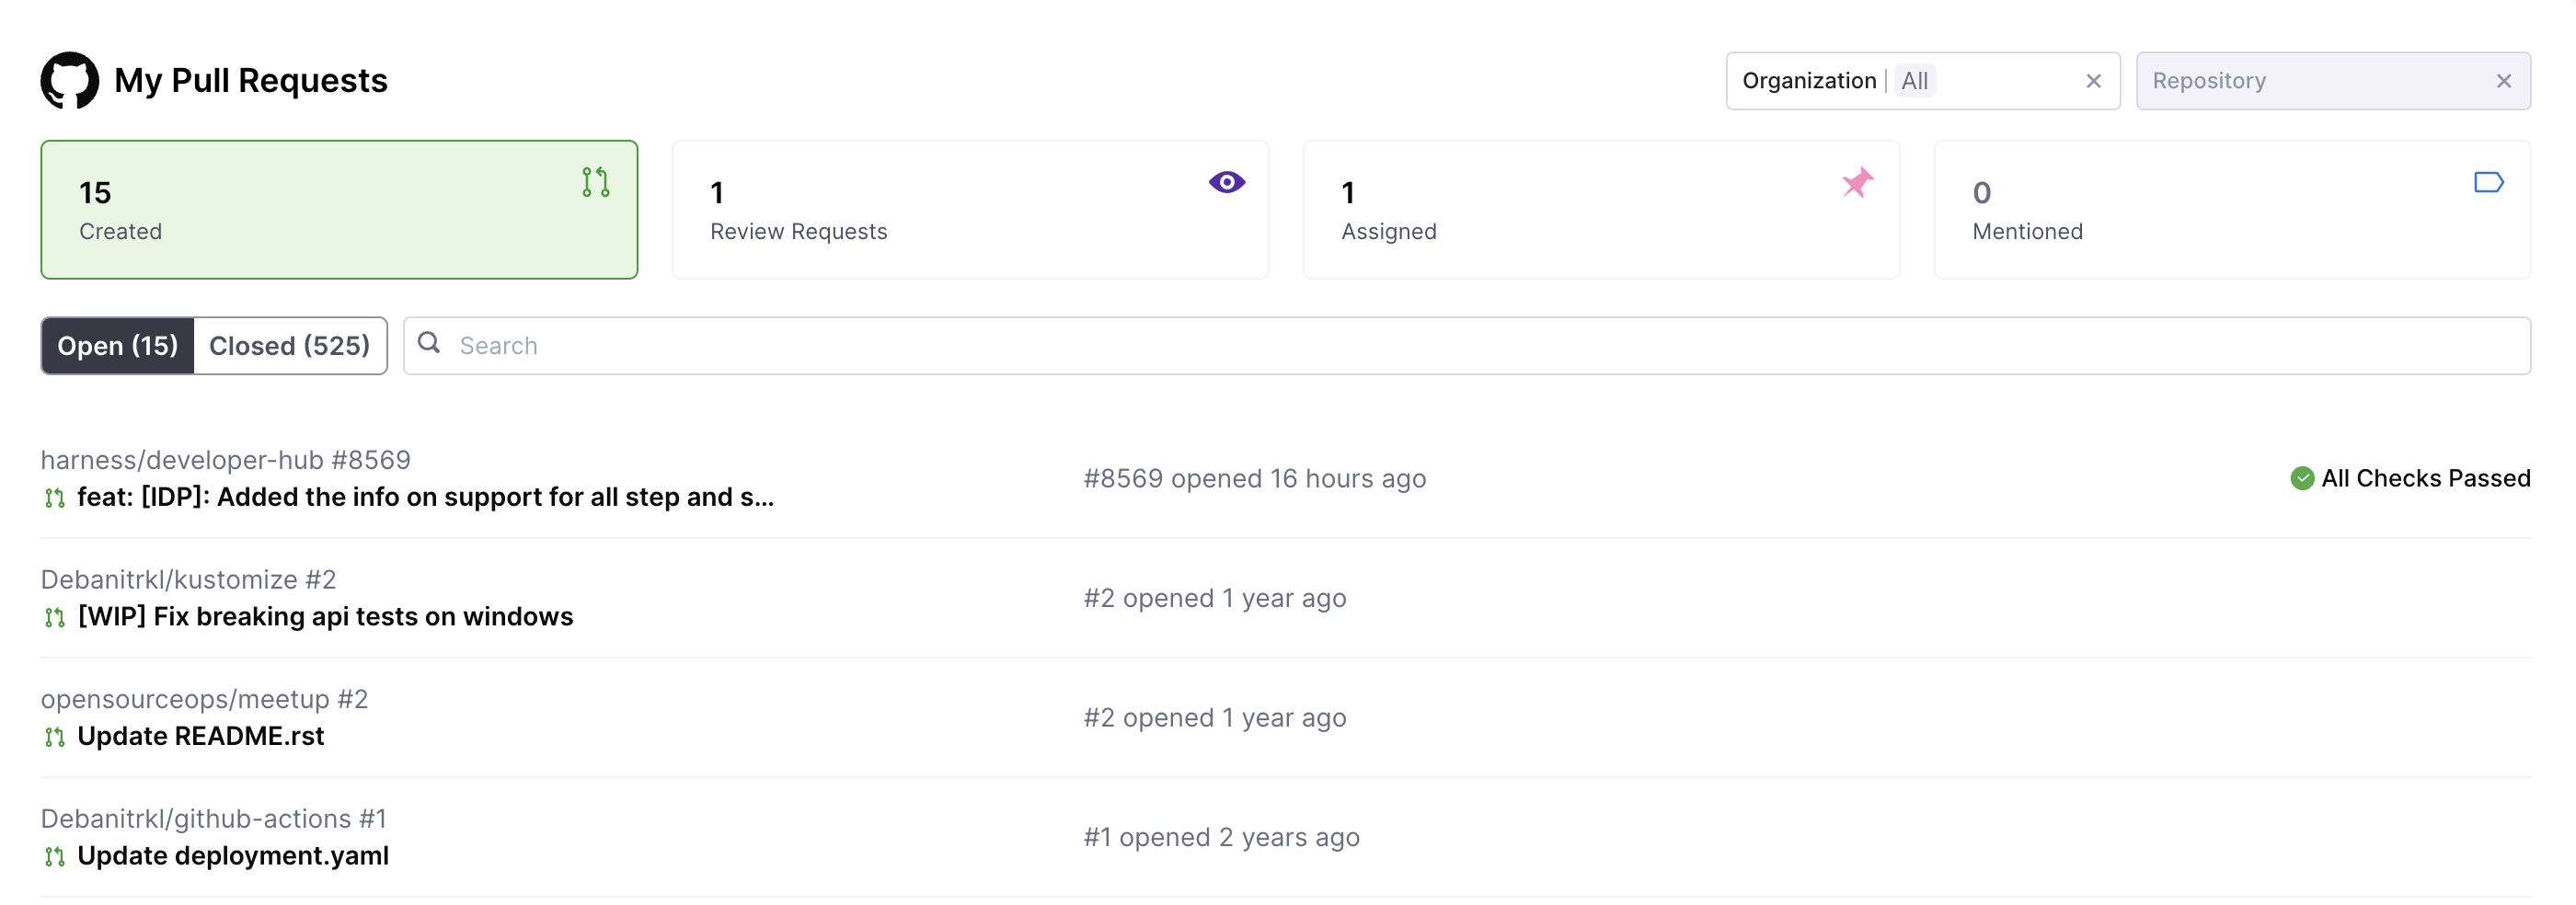 My Pull Requests
Organization | All
Repository
15
Created
1
Review Requests
1
Assigned
0
Mentioned
Open (15)
Closed (525)
Search
harness/developer-hub #8569
feat: [IDP]: Added the info on support for all step and s...
#8569 opened 16 hours ago
All Checks Passed
Debanitrkl/kustomize #2
[WIP] Fix breaking api tests on windows
#2 opened 1 year ago
opensourceops/meetup #2
Update README.rst
#2 opened 1 year ago
Debanitrkl/github-actions #1
Update deployment.yaml
#1 opened 2 years ago